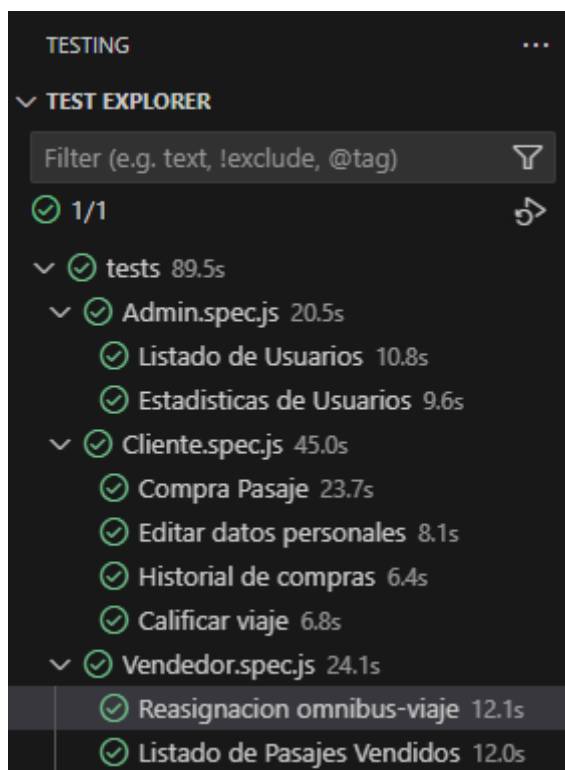 TESTING
TEST EXPLORER
Filter (e.g. text, !exclude, @tag)
1/1
tests 89.5s
Admin.spec.js 20.5s
Listado de Usuarios 10.8s
Estadisticas de Usuarios 9.6s
Cliente.spec.js 45.0s
Compra Pasaje 23.7s
Editar datos personales 8.1s
Historial de compras 6.4s
Calificar viaje 6.8s
Vendedor.spec.js 24.1s
Reasignacion omnibus-viaje 12.1s
Listado de Pasajes Vendidos 12.0s